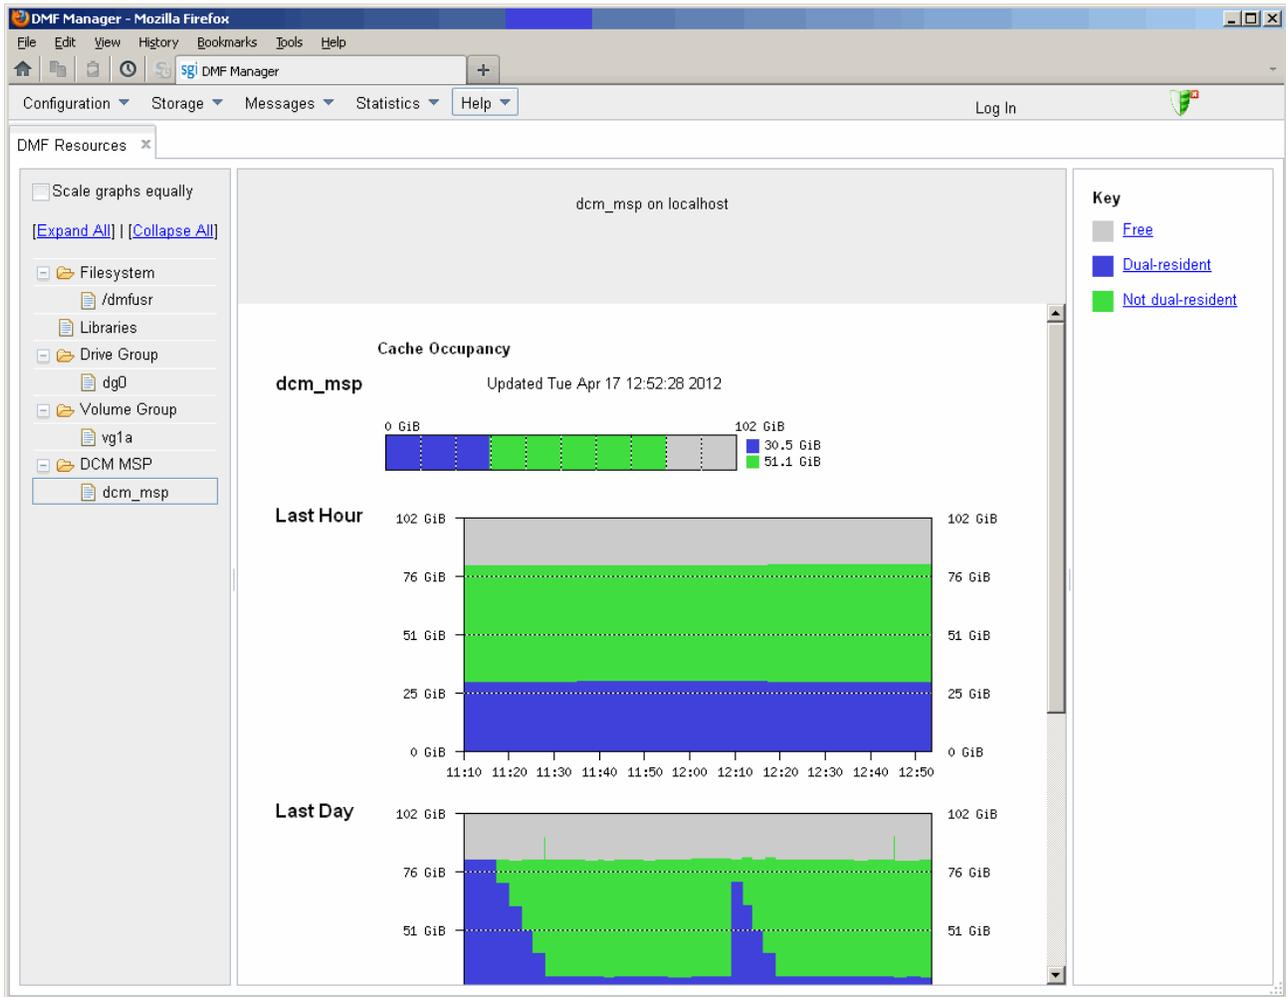 DMF Manager - Mozilla Firefox
File Edit View History Bookmarks Tools Help
sgi DMF Manager
Configuration Storage Messages Statistics Help Log In
DMF Resources
Scale graphs equally
[Expand All] | [Collapse All]
Filesystem
/dmfusr
Libraries
Drive Group
dg0
Volume Group
vg1a
DCM MSP
dcm_msp
dcm_msp on localhost
Cache Occupancy
dcm_msp Updated Tue Apr 17 12:52:28 2012
0 GiB 102 GiB
30.5 GiB
51.1 GiB
Last Hour
102 GiB 102 GiB
76 GiB 76 GiB
51 GiB 51 GiB
25 GiB 25 GiB
0 GiB 0 GiB
11:10 11:20 11:30 11:40 11:50 12:00 12:10 12:20 12:30 12:40 12:50
Last Day
102 GiB 102 GiB
76 GiB 76 GiB
51 GiB 51 GiB
Key
Free
Dual-resident
Not dual-resident